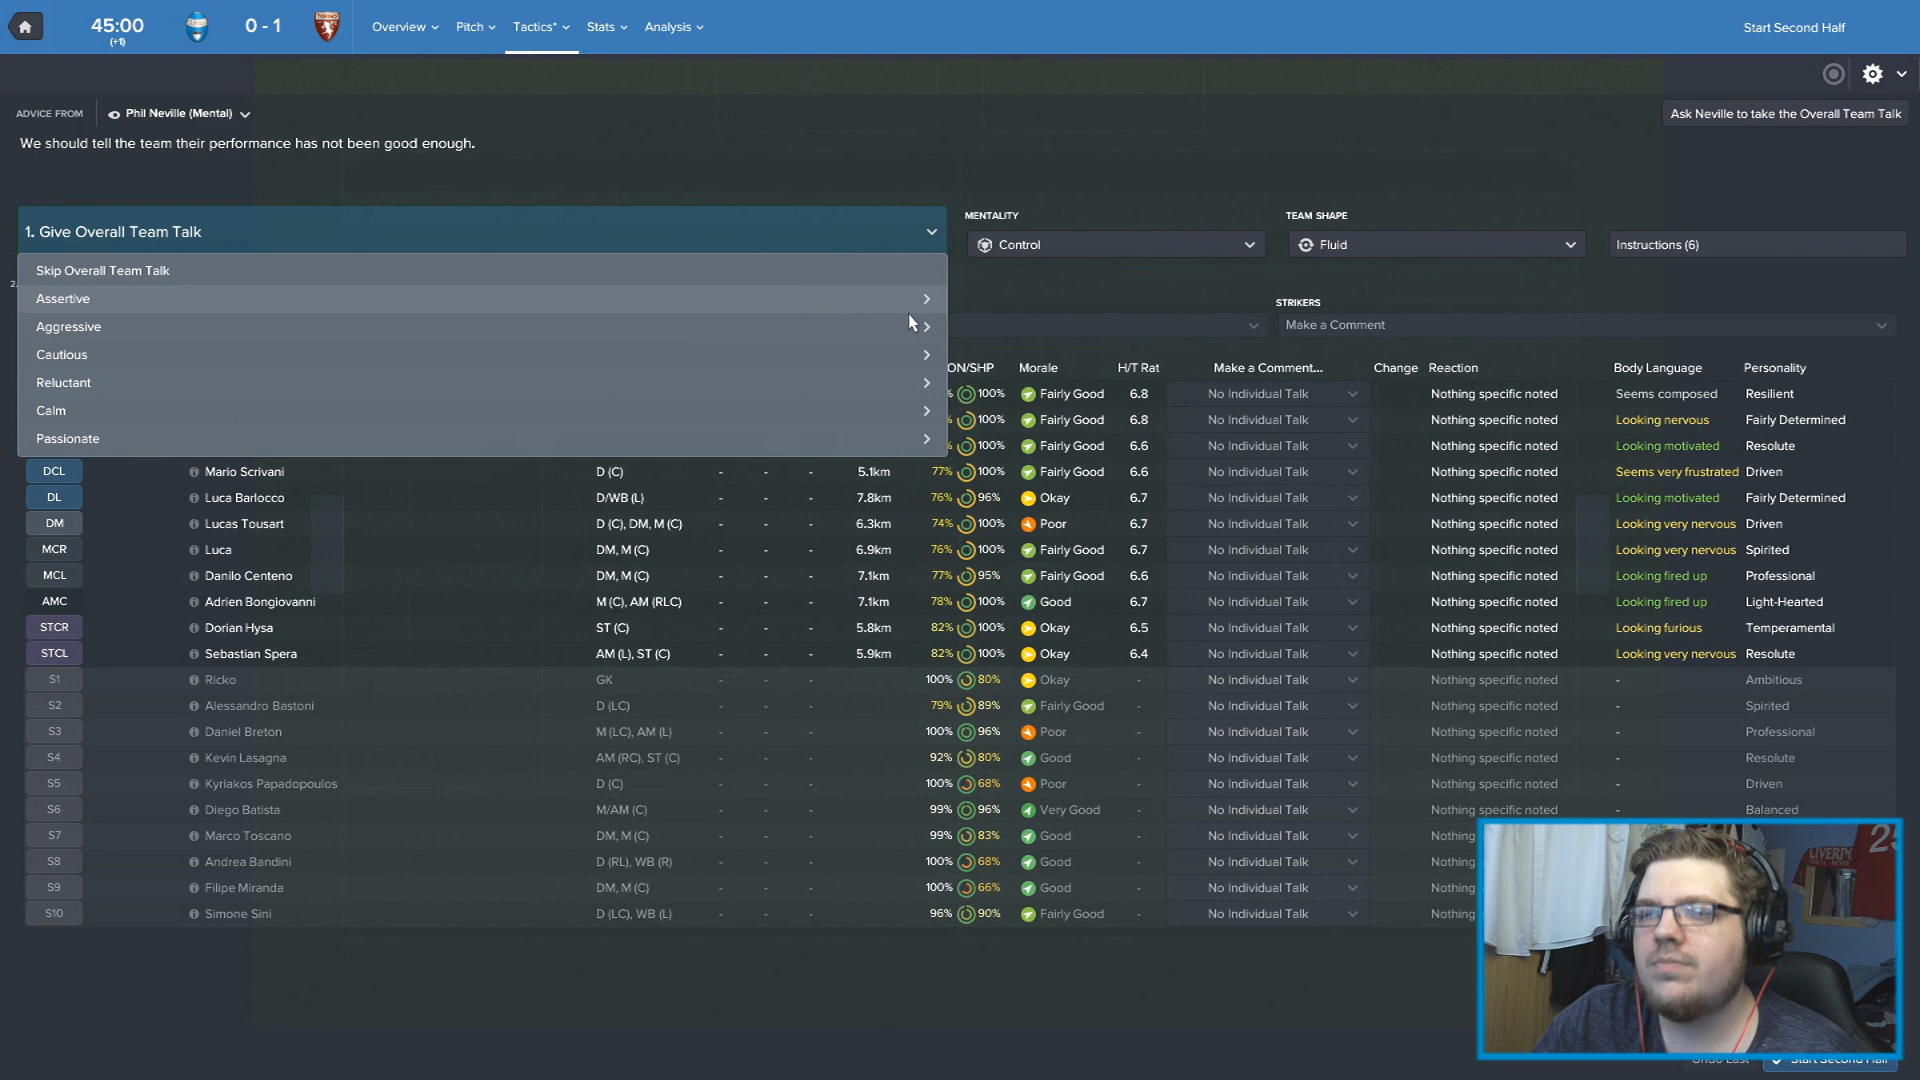 45:00
(+1)
0 - 1
TORINO
Overview
Pitch
Tactics*
Stats
Analysis
Start Second Half
ADVICE FROM
Phil Neville (Mental)
Ask Neville to take the Overall Team Talk
We should tell the team their performance has not been good enough.
1. Give Overall Team Talk
MENTALITY
TEAM SHAPE
Control
Fluid
Instructions (6)
Skip Overall Team Talk
2.
Assertive
Aggressive
Cautious
Reluctant
Calm
Passionate
STRIKERS
Make a Comment
ON/SHP Morale H/T Rat Make a Comment... Change Reaction Body Language Personality
% 100% Fairly Good 6.8 No Individual Talk Nothing specific noted Seems composed Resilient
100% Fairly Good 6.8 No Individual Talk Nothing specific noted Looking nervous Fairly Determined
100% Fairly Good 6.6 No Individual Talk Nothing specific noted Looking motivated Resolute
DCL Mario Scrivani D (C) - - - 5.1km 77% 100% Fairly Good 6.6 No Individual Talk Nothing specific noted Seems very frustrated Driven
DL Luca Barlocco D/WB (L) - - - 7.8km 76% 96% Okay 6.7 No Individual Talk Nothing specific noted Looking motivated Fairly Determined
DM Lucas Tousart D (C), DM, M (C) - - - 6.3km 74% 100% Poor 6.7 No Individual Talk Nothing specific noted Looking very nervous Driven
MCR Luca DM, M (C) - - - 6.9km 76% 100% Fairly Good 6.7 No Individual Talk Nothing specific noted Looking very nervous Spirited
MCL Danilo Centeno DM, M (C) - - - 7.1km 77% 95% Fairly Good 6.6 No Individual Talk Nothing specific noted Looking fired up Professional
AMC Adrien Bongiovanni M (C), AM (RLC) - - - 7.1km 78% 100% Good 6.7 No Individual Talk Nothing specific noted Looking fired up Light-Hearted
STCR Dorian Hysa ST (C) - - - 5.8km 82% 100% Okay 6.5 No Individual Talk Nothing specific noted Looking furious Temperamental
STCL Sebastian Spera AM (L), ST (C) - - - 5.9km 82% 100% Okay 6.4 No Individual Talk Nothing specific noted Looking very nervous Resolute
S1 Ricko GK - - - 100% 80% Okay - No Individual Talk Nothing specific noted - Ambitious
S2 Alessandro Bastoni D (LC) - - - 79% 89% Fairly Good - No Individual Talk Nothing specific noted - Spirited
S3 Daniel Breton M (LC), AM (L) - - - 100% 96% Poor - No Individual Talk Nothing specific noted - Professional
S4 Kevin Lasagna AM (RC), ST (C) - - - 92% 80% Good - No Individual Talk Nothing specific noted - Resolute
S5 Kyriakos Papadopoulos D (C) - - - 100% 68% Poor - No Individual Talk Nothing specific noted - Driven
S6 Diego Batista M/AM (C) - - - 99% 96% Very Good - No Individual Talk Nothing specific noted - Balanced
S7 Marco Toscano DM, M (C) - - - 99% 83% Good - No Individual Talk Nothing
S8 Andrea Bandini D (RL), WB (R) - - - 100% 68% Good - No Individual Talk Nothing
S9 Filipe Miranda DM, M (C) - - - 100% 66% Good - No Individual Talk Nothing
S10 Simone Sini D (LC), WB (L) - - - 96% 90% Fairly Good - No Individual Talk Nothing
LIVERP
25
Undo Last
Start Second Half